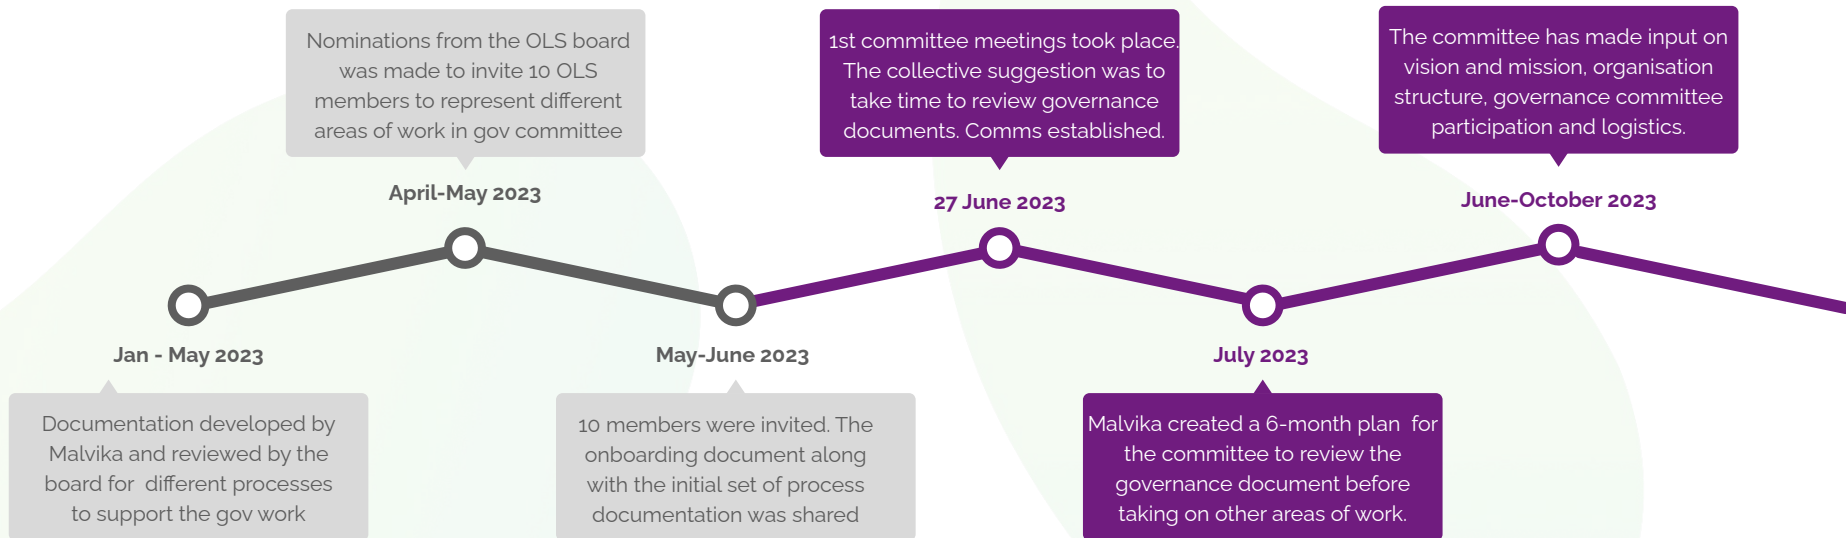 Nominations from the OLS board
was made to invite 10 OLS
members to represent different
areas of work in gov committee
April-May 2023
1st committee meetings took place.
The collective suggestion was to
take time to review governance
documents. Comms established.
27 June 2023
The committee has made input on
vision and mission, organisation
structure, governance committee
participation and logistics.
June-October 2023
Jan - May 2023
Documentation developed by
Malvika and reviewed by the
board for  different processes
to support the gov work
May-June 2023
10 members were invited. The
onboarding document along
with the initial set of process
documentation was shared
July 2023
Malvika created a 6-month plan  for
the committee to review the
governance document before
taking on other areas of work.